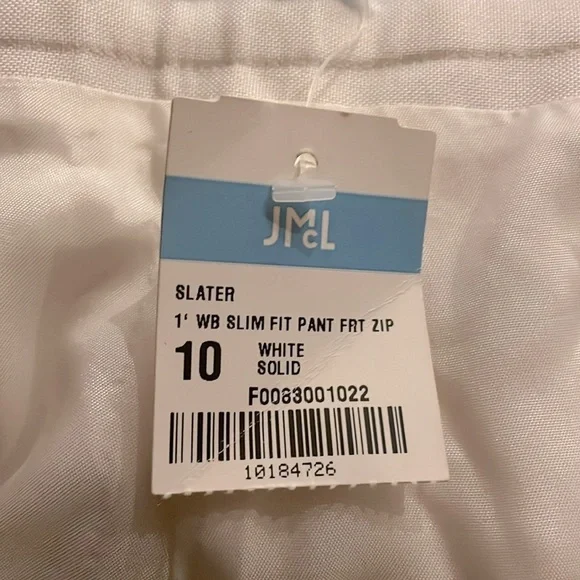 JMcL
SLATER
1' WB SLIM FIT PANT FRT ZIP
10 WHITE
SOLID
F0083001022
10184726